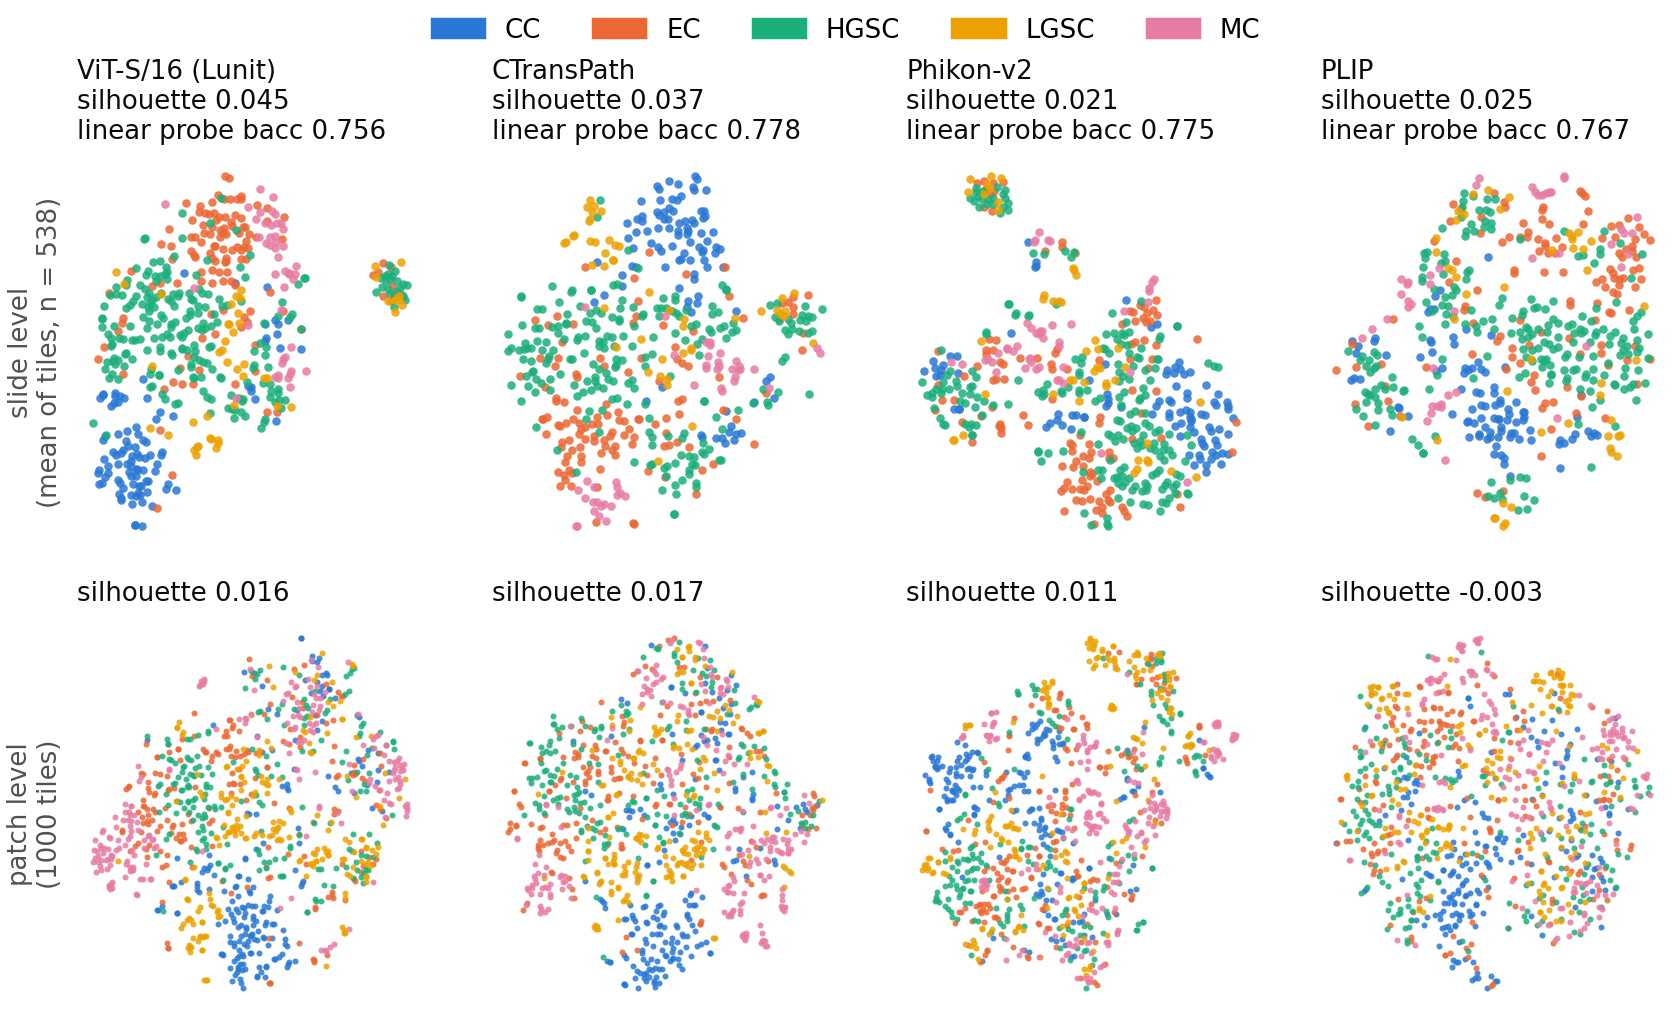 CC EC HGSC LGSC MC
ViT-S/16 (Lunit)
silhouette 0.045
linear probe bacc 0.756
CTransPath
silhouette 0.037
linear probe bacc 0.778
Phikon-v2
silhouette 0.021
linear probe bacc 0.775
PLIP
silhouette 0.025
linear probe bacc 0.767
slide level
(mean of tiles, n = 538)
silhouette 0.016
silhouette 0.017
silhouette 0.011
silhouette -0.003
patch level
(1000 tiles)